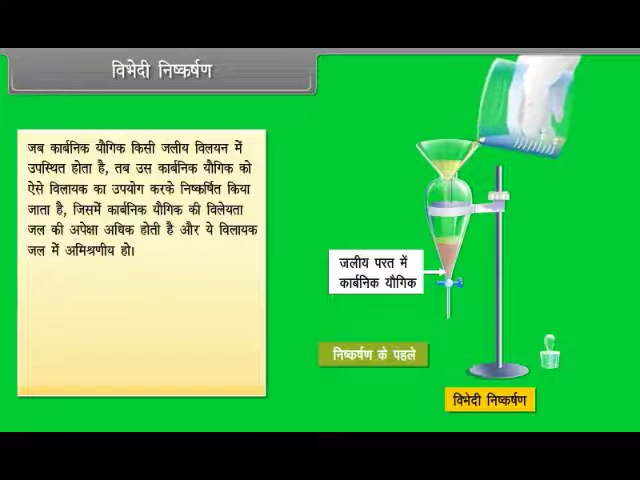 विभेदी निष्कर्षण
जब कार्बनिक यौगिक किसी जलीय विलयन में
उपस्थित होता है, तब उस कार्बनिक यौगिक को
ऐसे विलायक का उपयोग करके निष्कर्षित किया
जाता है, जिसमें कार्बनिक यौगिक की विलेयता
जल की अपेक्षा अधिक होती है और ये विलायक
जल में अमिश्रणीय हो।
जलीय परत में
कार्बनिक यौगिक
निष्कर्षण के पहले
विभेदी निष्कर्षण